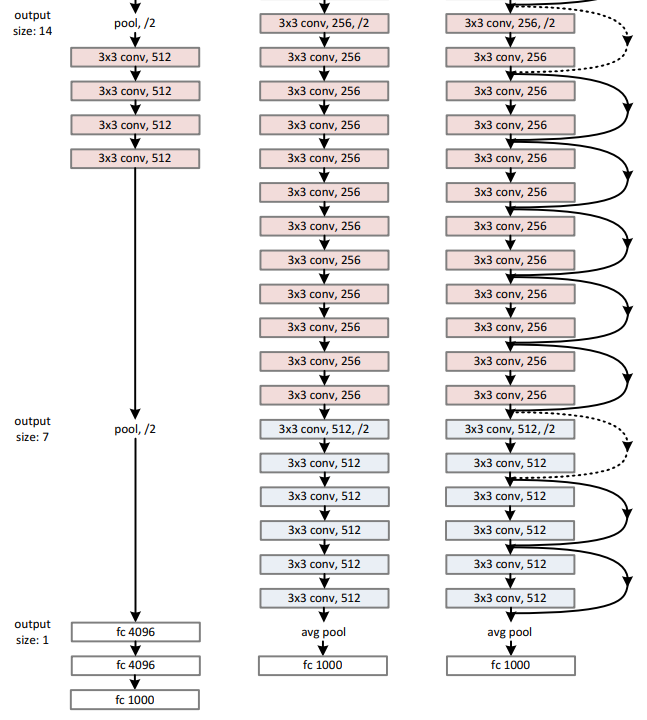 output
size: 14
pool, /2
3x3 conv, 512
3x3 conv, 512
3x3 conv, 512
3x3 conv, 512
output
size: 7
pool, /2
output
size: 1
fc 4096
fc 4096
fc 1000
3x3 conv, 256, /2
3x3 conv, 256
3x3 conv, 256
3x3 conv, 256
3x3 conv, 256
3x3 conv, 256
3x3 conv, 256
3x3 conv, 256
3x3 conv, 256
3x3 conv, 256
3x3 conv, 256
3x3 conv, 256
3x3 conv, 512, /2
3x3 conv, 512
3x3 conv, 512
3x3 conv, 512
3x3 conv, 512
3x3 conv, 512
avg pool
fc 1000
3x3 conv, 256, /2
3x3 conv, 256
3x3 conv, 256
3x3 conv, 256
3x3 conv, 256
3x3 conv, 256
3x3 conv, 256
3x3 conv, 256
3x3 conv, 256
3x3 conv, 256
3x3 conv, 256
3x3 conv, 256
3x3 conv, 512, /2
3x3 conv, 512
3x3 conv, 512
3x3 conv, 512
3x3 conv, 512
3x3 conv, 512
avg pool
fc 1000